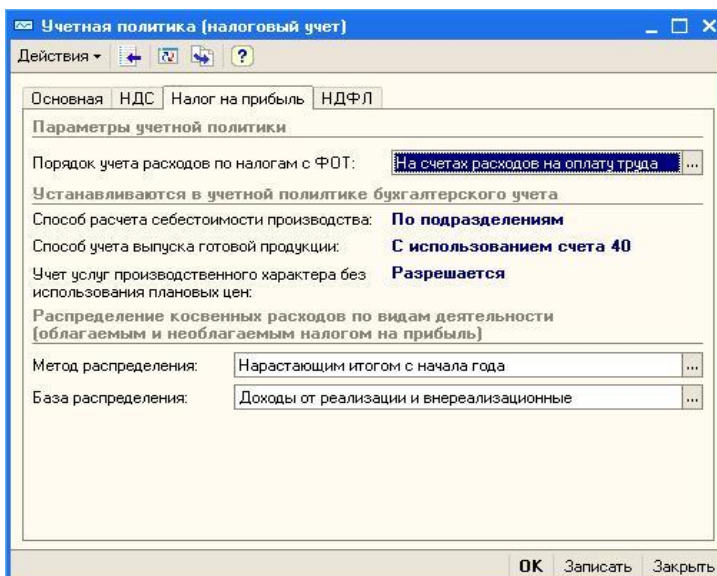 Учетная политика (налоговый учет)
Действия
Основная НДС Налог на прибыль НДФЛ
Параметры учетной политики
Порядок учета расходов по налогам с ФОТ: На счетах расходов на оплату труда ...
Устанавливаются в учетной полилтике бухгалтерского учета
Способ расчета себестоимости производства: По подразделениям
Способ учета выпуска готовой продукции: С использованием счета 40
Учет услуг производственного характера без Разрешается
использования плановых цен:
Распределение косвенных расходов по видам деятельности
(облагаемым и необлагаемым налогом на прибыль)
Метод распределения: Нарастающим итогом с начала года ...
База распределения: Доходы от реализации и внереализационные ...
OK Записать Закрыть